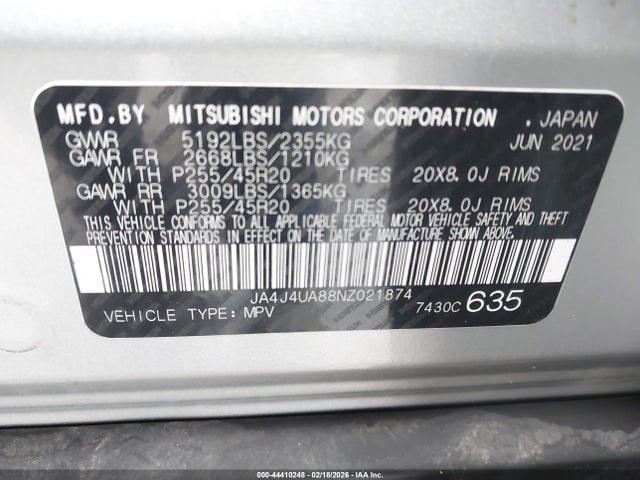 MFD.BY MITSUBISHI MOTORS CORPORATION , JAPAN
GVWR 5192LBS/2355KG JUN 2021
GAWR FR 2668LBS/1210KG
WITH P255/45R20 TIRES 20X8.0J RIMS
GAWR RR 3009LBS/1365KG
WITH P255/45R20 TIRES 20X8.0J RIMS
THIS VEHICLE CONFORMS TO ALL APPLICABLE FEDERAL MOTOR VEHICLE SAFETY AND THEFT
PREVENTION STANDARDS IN EFFECT ON THE DATE OF MANUFACTURE SHOWN ABOVE.
JA4J4UA88NZ021874
VEHICLE TYPE: MPV 7430C 635
000-44410248 - 02/18/2026 - IAA Inc.